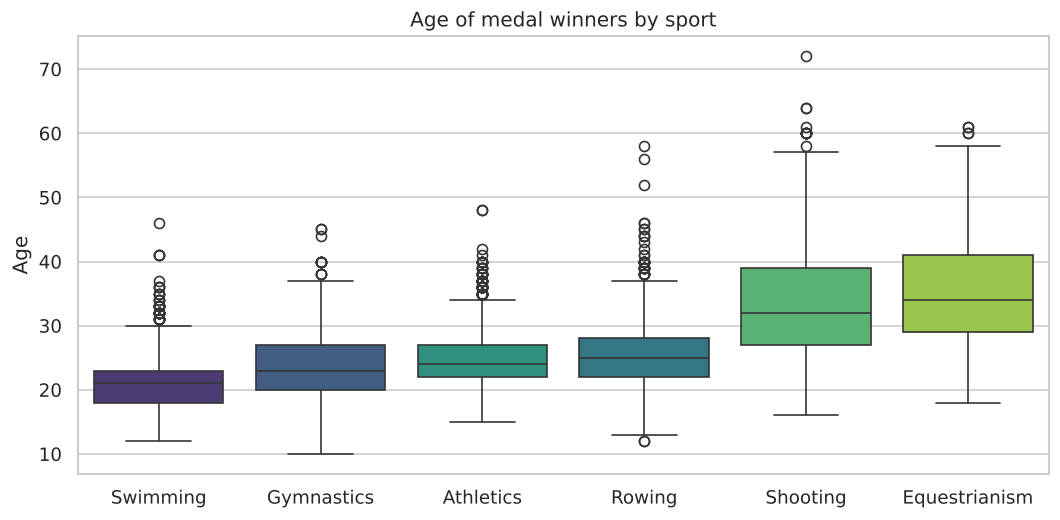 Age of medal winners by sport
Age
70
60
50
40
30
20
10
Swimming Gymnastics Athletics Rowing Shooting Equestrianism